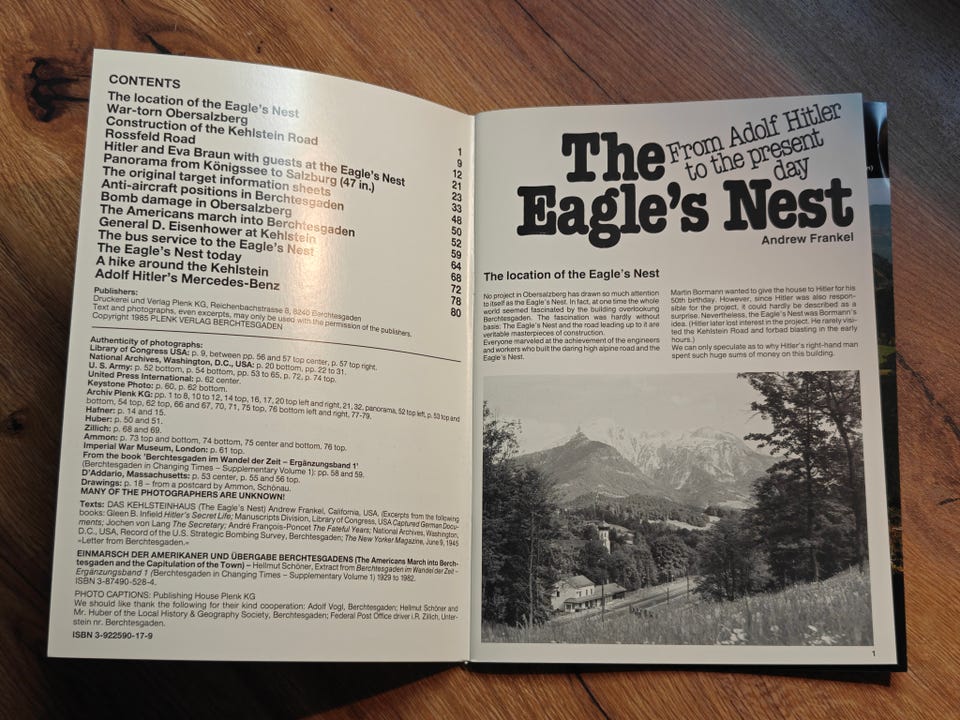 CONTENTS
The location of the Eagle's Nest 1
War-torn Obersalzberg 9
Construction of the Kehlstein Road 12
Rossfeld Road 21
Hitler and Eva Braun with guests at the Eagle's Nest 23
Panorama from Königssee to Salzburg (47 in.) 33
The original target information sheets 48
Anti-aircraft positions in Berchtesgaden 50
Bomb damage in Obersalzberg 52
The Americans march into Berchtesgaden 59
General D. Eisenhower at Kehlstein 64
The bus service to the Eagle's Nest 68
The Eagle's Nest today 72
A hike around the Kehlstein 78
Adolf Hitler's Mercedes-Benz 80
Publishers:
Druckerei und Verlag Plenk KG, Reichenbachstrasse 8, 8240 Berchtesgaden
Text and photographs, even excerpts, may only be used with the permission of the publishers.
Copyright 1985 PLENK VERLAG BERCHTESGADEN
Authenticity of photographs:
Library of Congress USA: p. 9, between pp. 56 and 57 top center, p. 57 top right.
National Archives, Washington, D.C., USA: p. 20 bottom, pp. 22 to 31.
U. S. Army: p. 52 bottom, p. 54 bottom, pp. 53 to 65, p. 72, p. 74 top.
United Press International: p. 62 center.
Keystone Photo: p. 60, p. 62 bottom.
Archiv Plenk KG: pp. 1 to 8, 10 to 12, 14 top, 16, 17, 20 top left and right, 21, 32, panorama, 52 top left, p. 53 top and
bottom, 54 top, 62 top, 66 and 67, 70, 71, 75 top, 76 bottom left and right, 77-79.
Hafner: p. 14 and 15.
Huber: p. 50 and 51.
Zillich: p. 68 and 69.
Ammon: p. 73 top and bottom, 74 bottom, 75 center and bottom, 76 top.
Imperial War Museum, London: p. 61 top.
From the book 'Berchtesgaden im Wandel der Zeit – Ergänzungsband 1'
(Berchtesgaden in Changing Times – Supplementary Volume 1): pp. 58 and 59.
D'Addario, Massachusetts: p. 53 center, p. 55 and 56 top.
Drawings: p. 18 – from a postcard by Ammon, Schönau.
MANY OF THE PHOTOGRAPHERS ARE UNKNOWN!
Texts: DAS KEHLSTEINHAUS (The Eagle's Nest) Andrew Frankel, California, USA. (Excerpts from the following
books: Gleen B. Infield Hitler's Secret Life; Manuscripts Division, Library of Congress, USA Captured German Docu-
ments; Jochen von Lang The Secretary; André François-Poncet The Fateful Years; National Archives, Washington,
D.C., USA, Record of the U.S. Strategic Bombing Survey, Berchtesgaden; The New Yorker Magazine, June 9, 1945
«Letter from Berchtesgaden.»
EINMARSCH DER AMERIKANER UND ÜBERGABE BERCHTESGADENS (The Americans March into Berch-
tesgaden and the Capitulation of the Town) – Hellmut Schöner, Extract from Berchtesgaden im Wandel der Zeit –
Ergänzungsband 1 (Berchtesgaden in Changing Times – Supplementary Volume 1) 1929 to 1982.
ISBN 3-87490-528-4.
PHOTO CAPTIONS: Publishing House Plenk KG
We should like thank the following for their kind cooperation: Adolf Vogl, Berchtesgaden; Hellmut Schöner and
Mr. Huber of the Local History & Geography Society, Berchtesgaden; Federal Post Office driver i.R. Zillich, Unter-
stein nr. Berchtesgaden.
ISBN 3-922590-17-9
The
Eagle's Nest
From Adolf Hitler
to the present
day
Andrew Frankel
The location of the Eagle's Nest
No project in Obersalzberg has drawn so much attention
to itself as the Eagle's Nest. In fact, at one time the whole
world seemed fascinated by the building overlooking
Berchtesgaden. The fascination was hardly without
basis: The Eagle's Nest and the road leading up to it are
veritable masterpieces of construction.
Everyone marveled at the achievement of the engineers
and workers who built the daring high alpine road and the
Eagle's Nest.
Martin Bormann wanted to give the house to Hitler for his
50th birthday. However, since Hitler was also respon-
sible for the project, it could hardly be described as a
surprise. Nevertheless, the Eagle's Nest was Bormann's
idea. (Hitler later lost interest in the project. He rarely visi-
ted the Kehlstein Road and forbad blasting in the early
hours.)
We can only speculate as to why Hitler's right-hand man
spent such huge sums of money on this building.
1